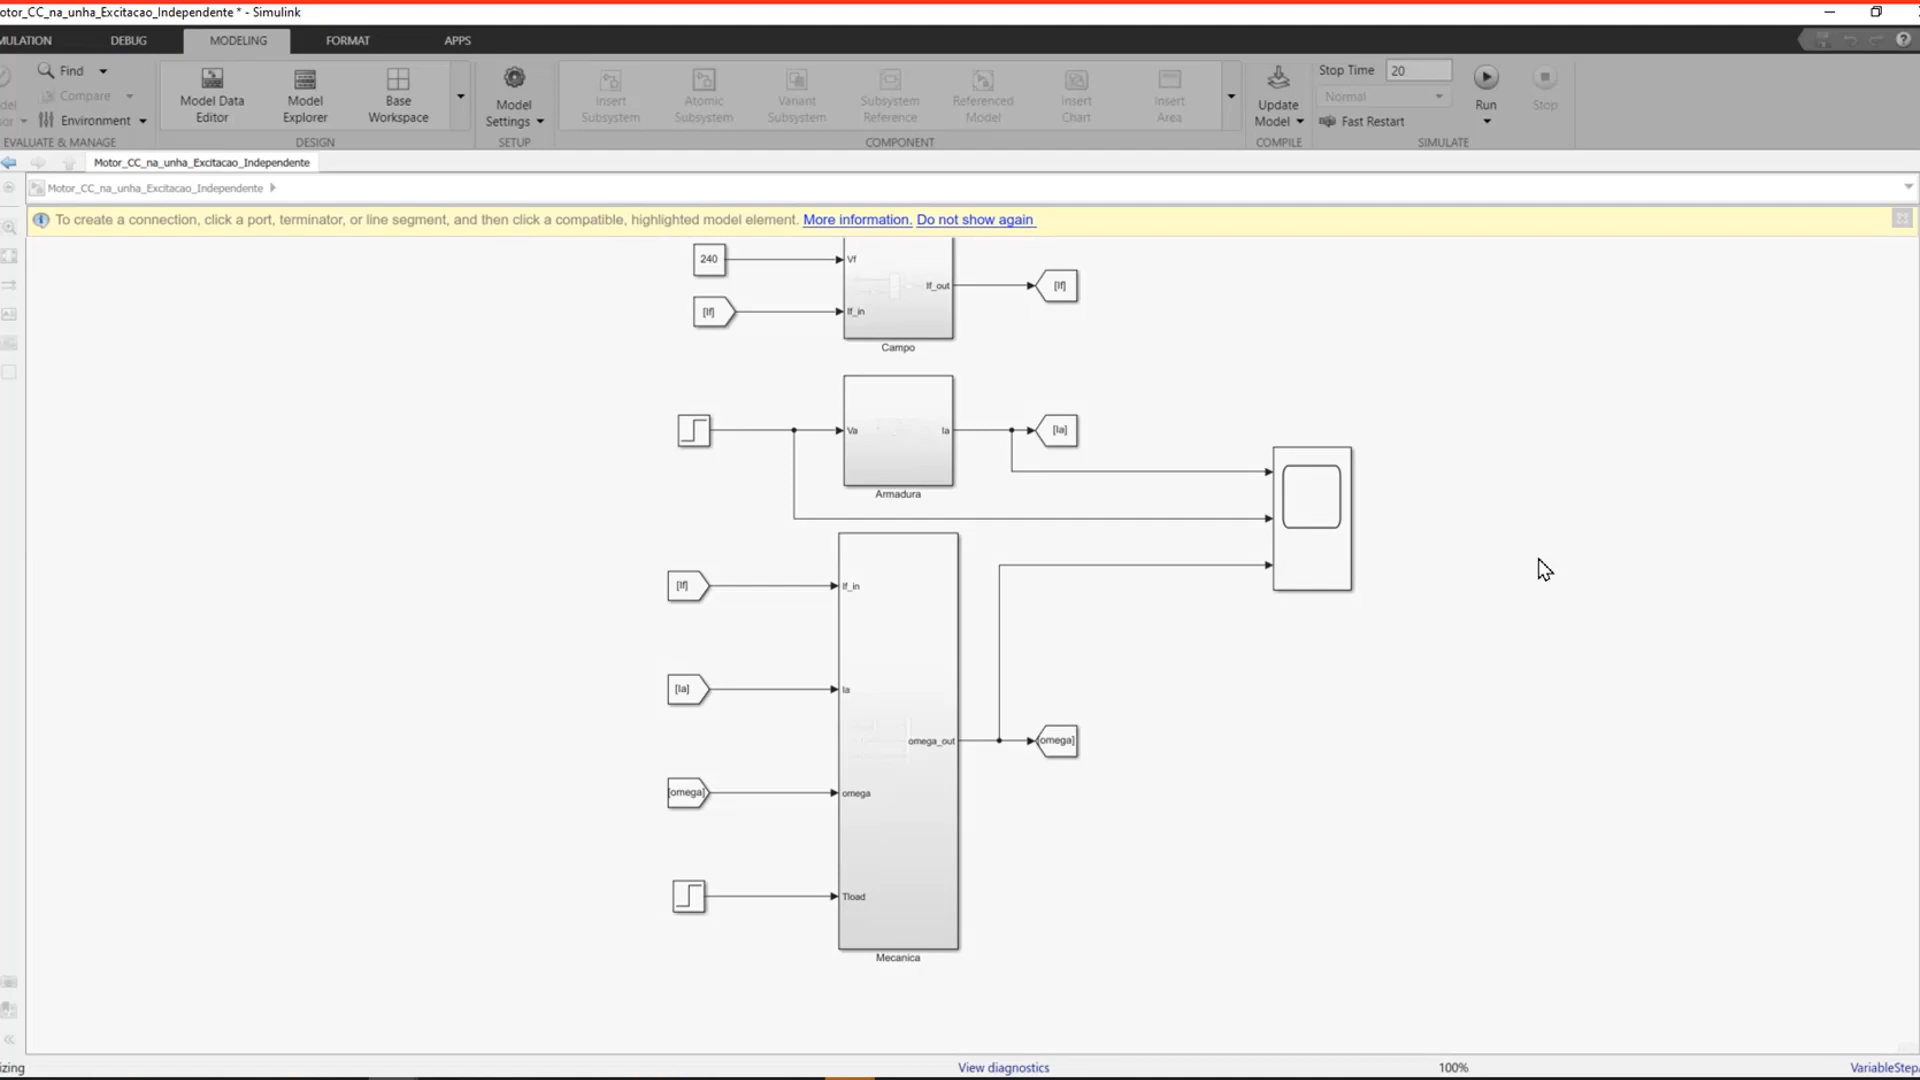 otor_CC_na_unha_Excitacao_Independente * - Simulink
MULATION DEBUG MODELING FORMAT APPS
Find
Compare
Environment
EVALUATE & MANAGE
Model Data Editor
Model Explorer
Base Workspace
DESIGN
Model Settings
SETUP
Insert Subsystem
Atomic Subsystem
Variant Subsystem
Subsystem Reference
Referenced Model
Insert Chart
Insert Area
COMPONENT
Update Model
COMPILE
Stop Time 20
Normal
Fast Restart
Run
Stop
SIMULATE
Motor_CC_na_unha_Excitacao_Independente
Motor_CC_na_unha_Excitacao_Independente
To create a connection, click a port, terminator, or line segment, and then click a compatible, highlighted model element. More information. Do not show again
240
Vf
If_out
[If]
[If]
If_in
Campo
Va
Ia
[Ia]
Armadura
[If]
If_in
[Ia]
Ia
omega_out
[omega]
[omega]
omega
Tload
Mecanica
izing
View diagnostics
100%
VariableStep